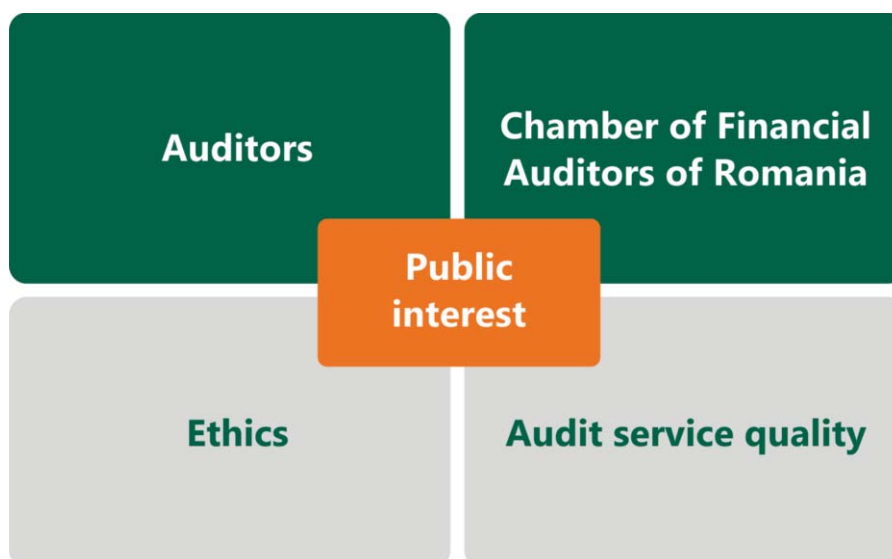 Auditors
Chamber of Financial
Auditors of Romania
Public
interest
Ethics
Audit service quality